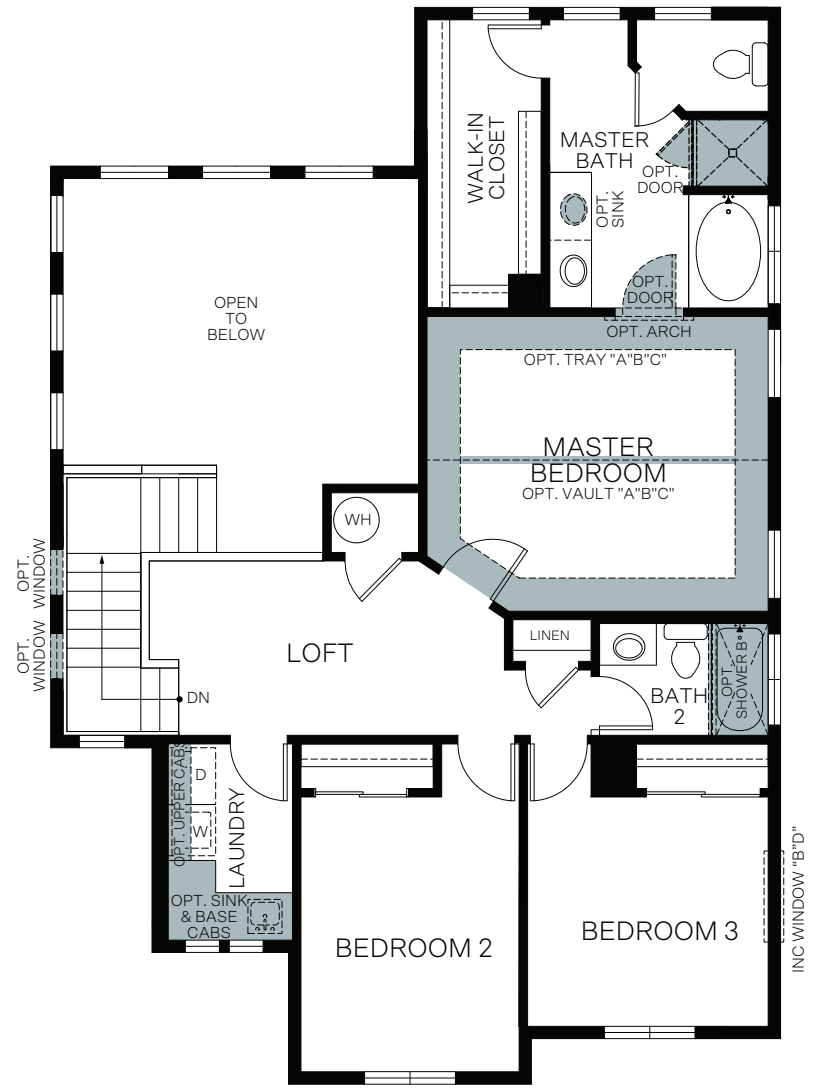 WALK-IN
CLOSET
MASTER
BATH
OPT.
DOOR
OPT.
SINK
OPT.
DOOR
OPT. ARCH
OPEN
TO
BELOW
OPT. TRAY "A"B"C"
MASTER
BEDROOM
OPT. VAULT "A"B"C"
WH
OPT.
WINDOW
OPT.
WINDOW
LOFT
LINEN
DN
BATH
2
OPT.
SHOWER B
D
W
OPT. UPPER CABS
LAUNDRY
OPT. SINK
& BASE
CABS
BEDROOM 2
BEDROOM 3
INC WINDOW "B"D"